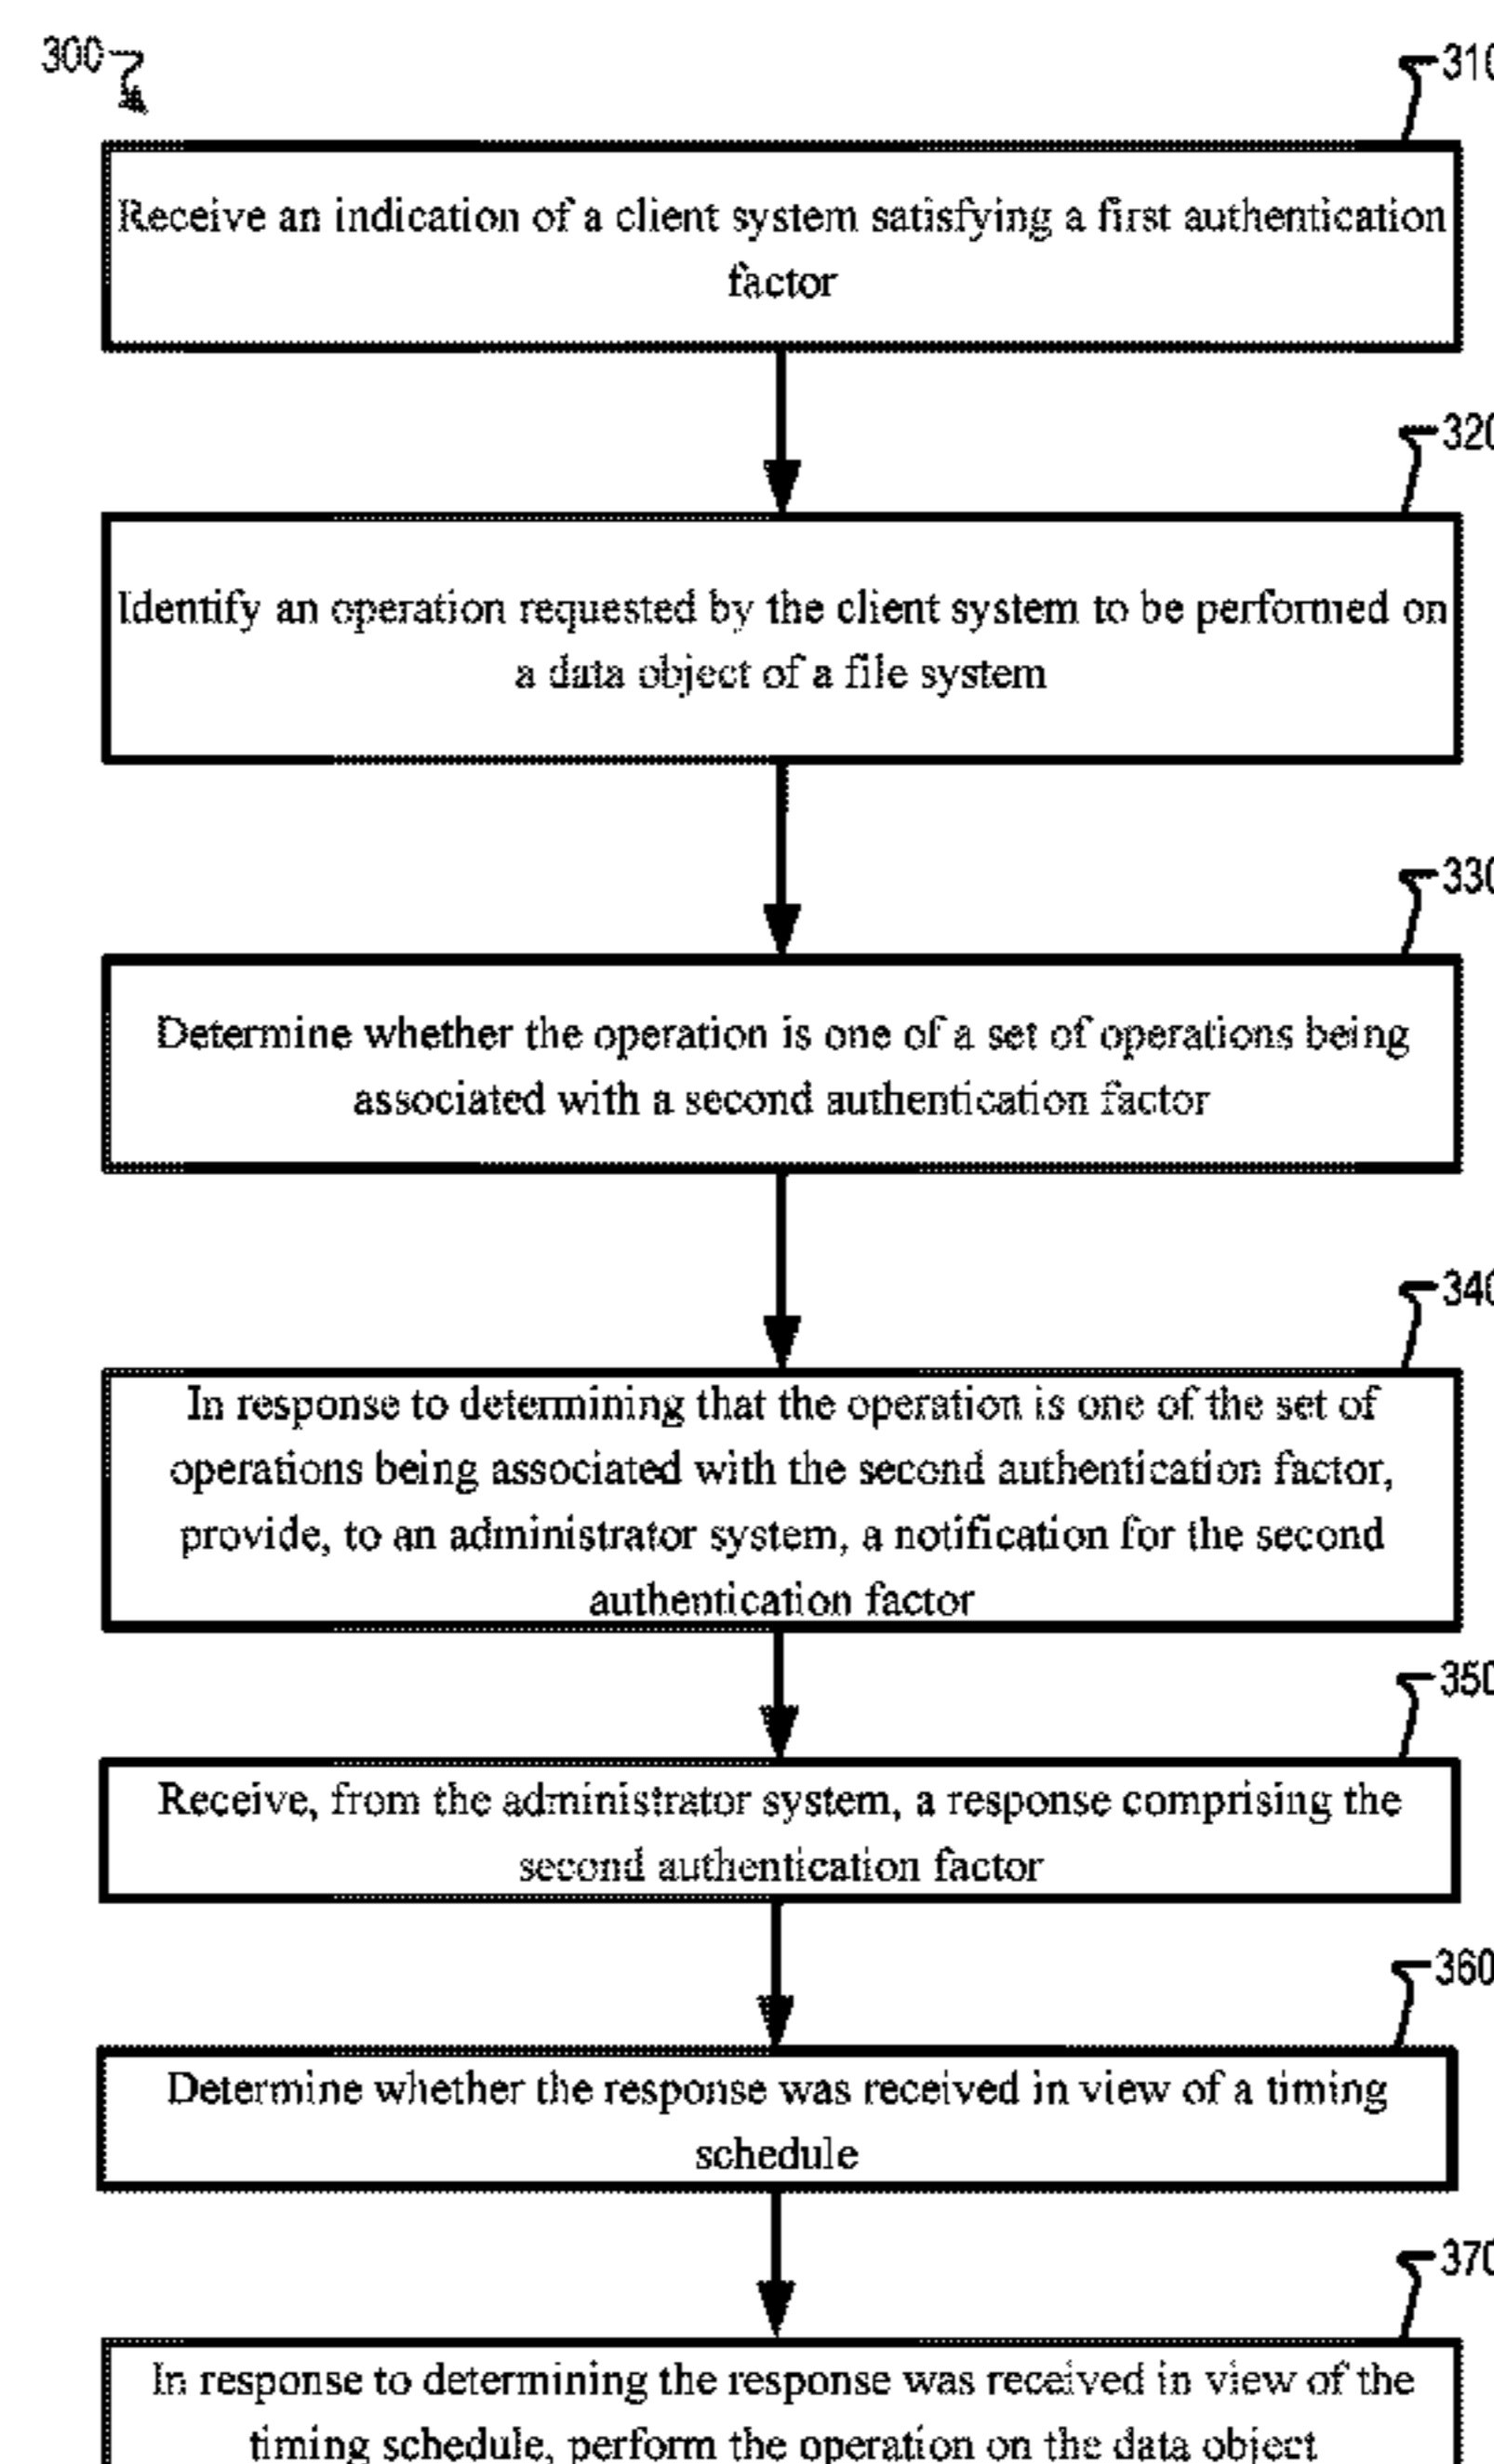 300
310
Receive an indication of a client system satisfying a first authentication
factor
320
Identify an operation requested by the client system to be performed on
a data object of a file system
330
Determine whether the operation is one of a set of operations being
associated with a second authentication factor
340
In response to determining that the operation is one of the set of
operations being associated with the second authentication factor,
provide, to an administrator system, a notification for the second
authentication factor
350
Receive, from the administrator system, a response comprising the
second authentication factor
360
Determine whether the response was received in view of a timing
schedule
370
In response to determining the response was received in view of the
timing schedule, perform the operation on the data object